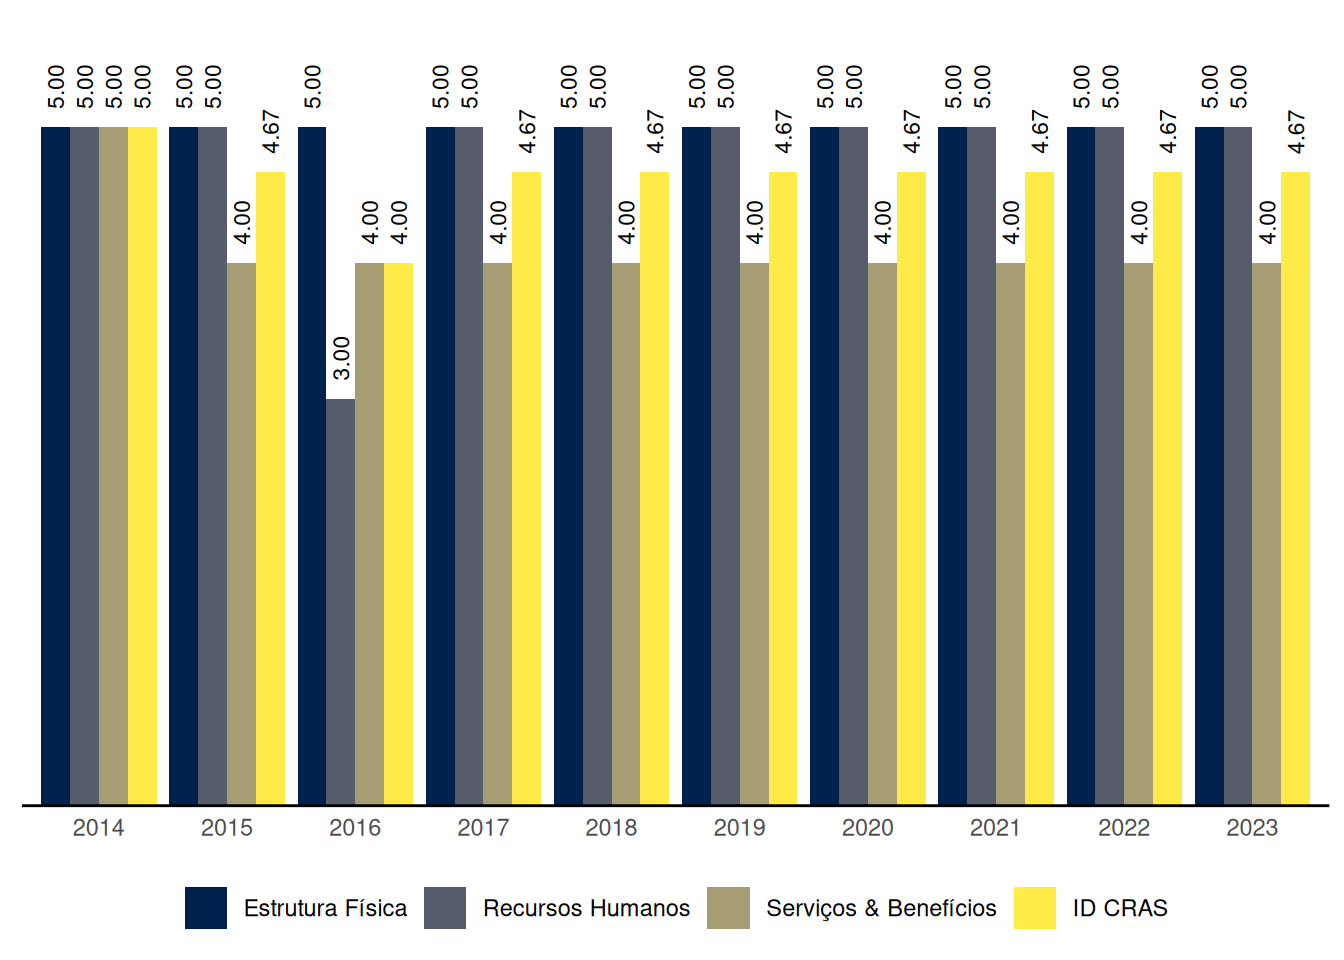 5.00 5.00 5.00 5.00 5.00 5.00 4.00 4.67 5.00 3.00 4.00 4.00 5.00 5.00 4.00 4.67 5.00 5.00 4.00 4.67 5.00 5.00 4.00 4.67 5.00 5.00 4.00 4.67 5.00 5.00 4.00 4.67 5.00 5.00 4.00 4.67 5.00 5.00 4.00 4.67
2014 2015 2016 2017 2018 2019 2020 2021 2022 2023
Estrutura Física Recursos Humanos Serviços & Benefícios ID CRAS